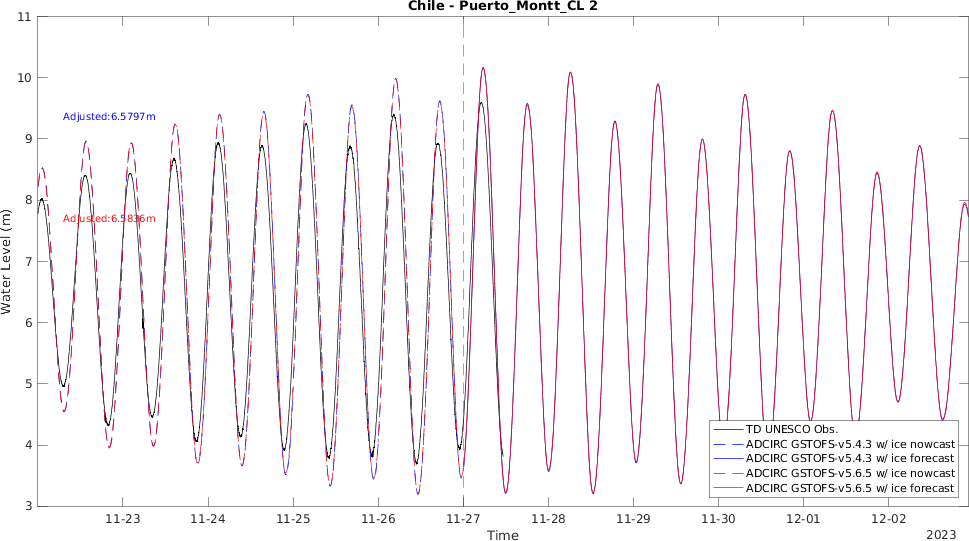 Chile - Puerto_Montt_CL 2
11
10
9
8
7
6
5
4
3
Water Level (m)
Adjusted:6.5797m
Adjusted:6.5836m
TD UNESCO Obs.
ADCIRC GSTOFS-v5.4.3 w/ ice nowcast
ADCIRC GSTOFS-v5.4.3 w/ ice forecast
ADCIRC GSTOFS-v5.6.5 w/ ice nowcast
ADCIRC GSTOFS-v5.6.5 w/ ice forecast
11-23 11-24 11-25 11-26 11-27 11-28 11-29 11-30 12-01 12-02
Time
2023